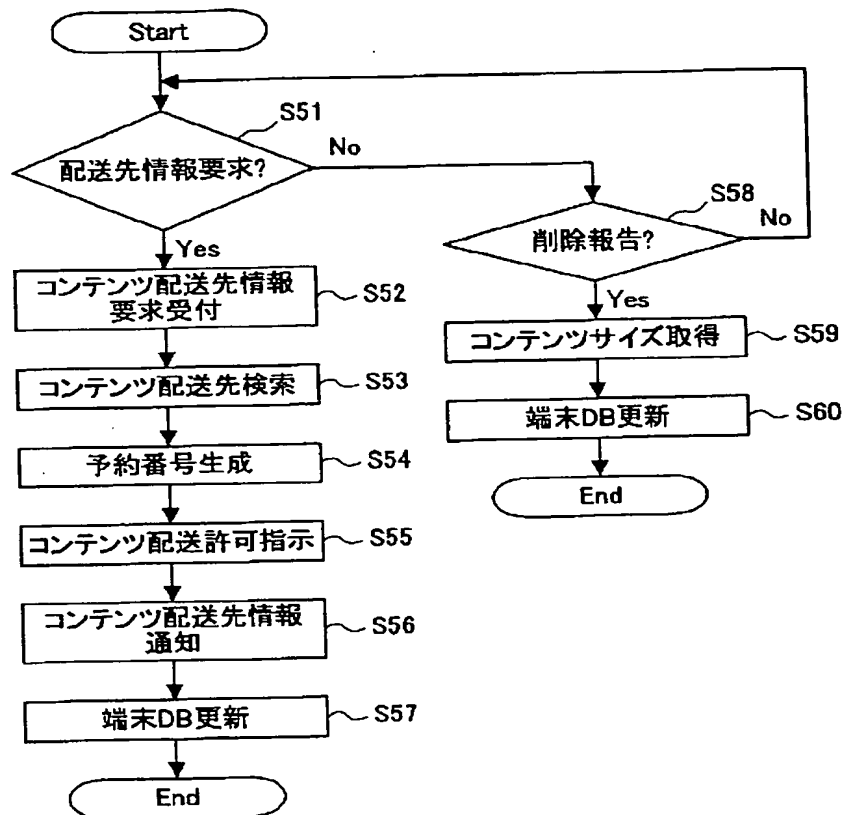 Start
S51
配送先情報要求?
No
Yes
コンテンツ配送先情報
要求受付
S52
コンテンツ配送先検索
S53
予約番号生成
S54
コンテンツ配送許可指示
S55
コンテンツ配送先情報
通知
S56
端末DB更新
S57
End
S58
削除報告?
No
Yes
コンテンツサイズ取得
S59
端末DB更新
S60
End